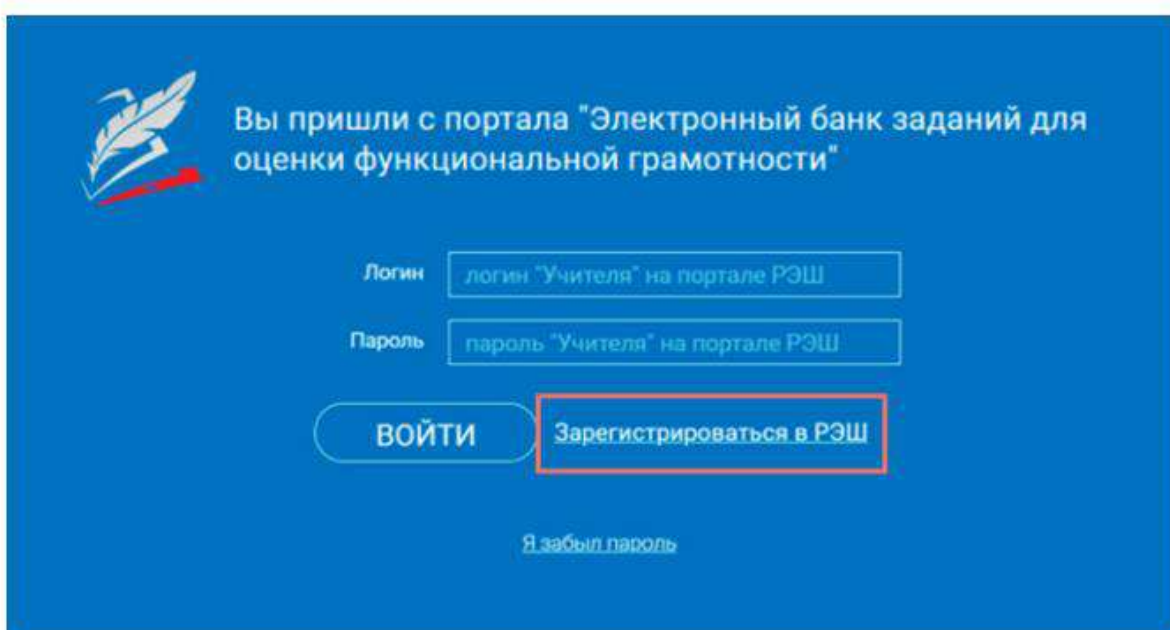 Вы пришли с портала "Электронный банк заданий для
оценки функциональной грамотности"
Логин
логин "Учителя" на портале РЭШ
Пароль
пароль "Учителя" на портале РЭШ
ВОЙТИ
Зарегистрироваться в РЭШ
Я забыл пароль